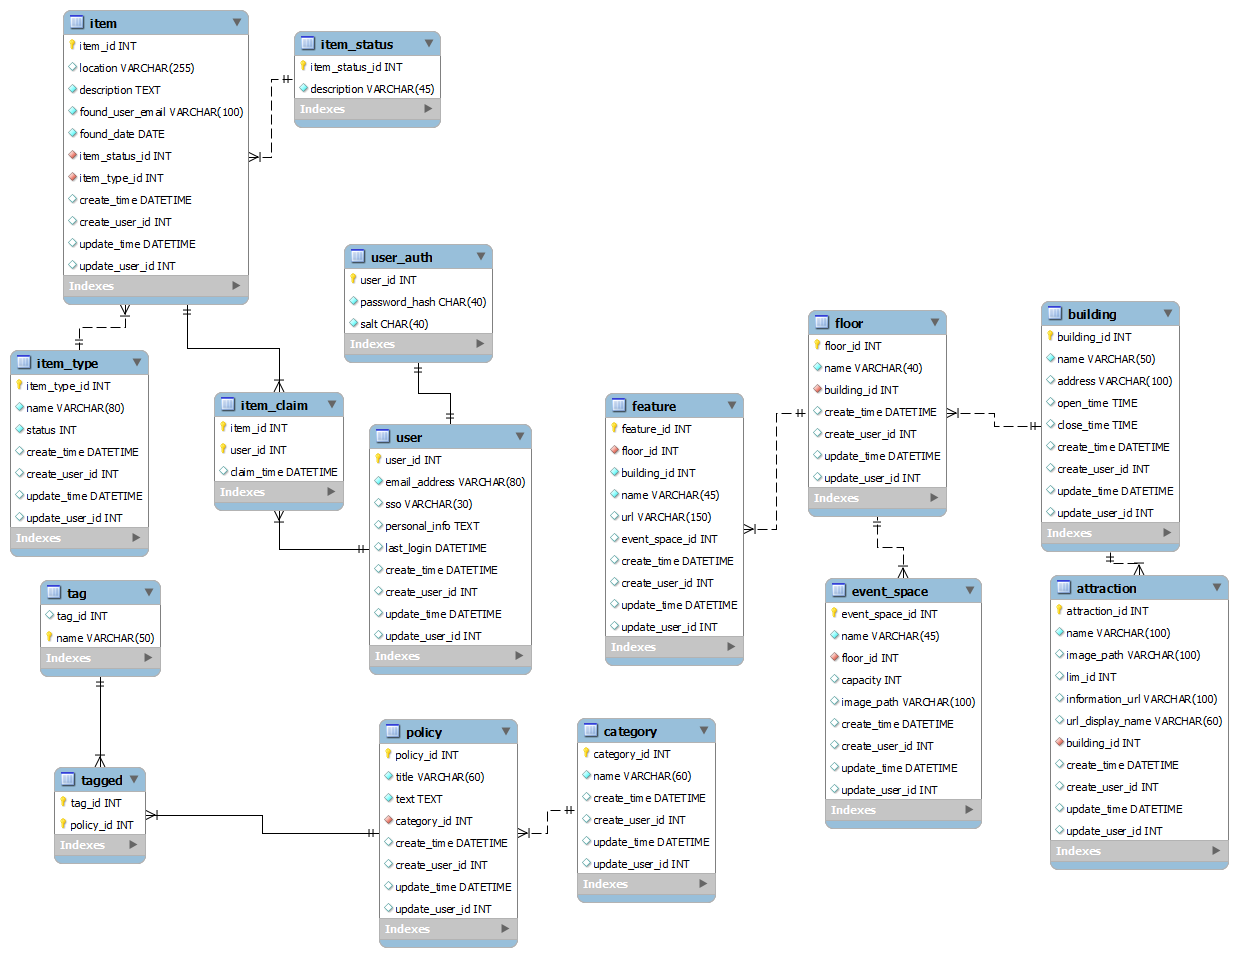 item
item_id INT
location VARCHAR(255)
description TEXT
found_user_email VARCHAR(100)
found_date DATE
item_status_id INT
item_type_id INT
create_time DATETIME
create_user_id INT
update_time DATETIME
update_user_id INT
Indexes
item_status
item_status_id INT
description VARCHAR(45)
Indexes
user_auth
user_id INT
password_hash CHAR(40)
salt CHAR(40)
Indexes
item_type
item_type_id INT
name VARCHAR(80)
status INT
create_time DATETIME
create_user_id INT
update_time DATETIME
update_user_id INT
Indexes
item_claim
item_id INT
user_id INT
claim_time DATETIME
Indexes
user
user_id INT
email_address VARCHAR(80)
sso VARCHAR(30)
personal_info TEXT
last_login DATETIME
create_time DATETIME
create_user_id INT
update_time DATETIME
update_user_id INT
Indexes
feature
feature_id INT
floor_id INT
building_id INT
name VARCHAR(45)
url VARCHAR(150)
event_space_id INT
create_time DATETIME
create_user_id INT
update_time DATETIME
update_user_id INT
Indexes
floor
floor_id INT
name VARCHAR(40)
building_id INT
create_time DATETIME
create_user_id INT
update_time DATETIME
update_user_id INT
Indexes
building
building_id INT
name VARCHAR(50)
address VARCHAR(100)
open_time TIME
close_time TIME
create_time DATETIME
create_user_id INT
update_time DATETIME
update_user_id INT
Indexes
tag
tag_id INT
name VARCHAR(50)
Indexes
event_space
event_space_id INT
name VARCHAR(45)
floor_id INT
capacity INT
image_path VARCHAR(100)
create_time DATETIME
create_user_id INT
update_time DATETIME
update_user_id INT
Indexes
attraction
attraction_id INT
name VARCHAR(100)
image_path VARCHAR(100)
lim_id INT
information_url VARCHAR(100)
url_display_name VARCHAR(60)
building_id INT
create_time DATETIME
create_user_id INT
update_time DATETIME
update_user_id INT
Indexes
tagged
tag_id INT
policy_id INT
Indexes
policy
policy_id INT
title VARCHAR(60)
text TEXT
category_id INT
create_time DATETIME
create_user_id INT
update_time DATETIME
update_user_id INT
Indexes
category
category_id INT
name VARCHAR(60)
create_time DATETIME
create_user_id INT
update_time DATETIME
update_user_id INT
Indexes